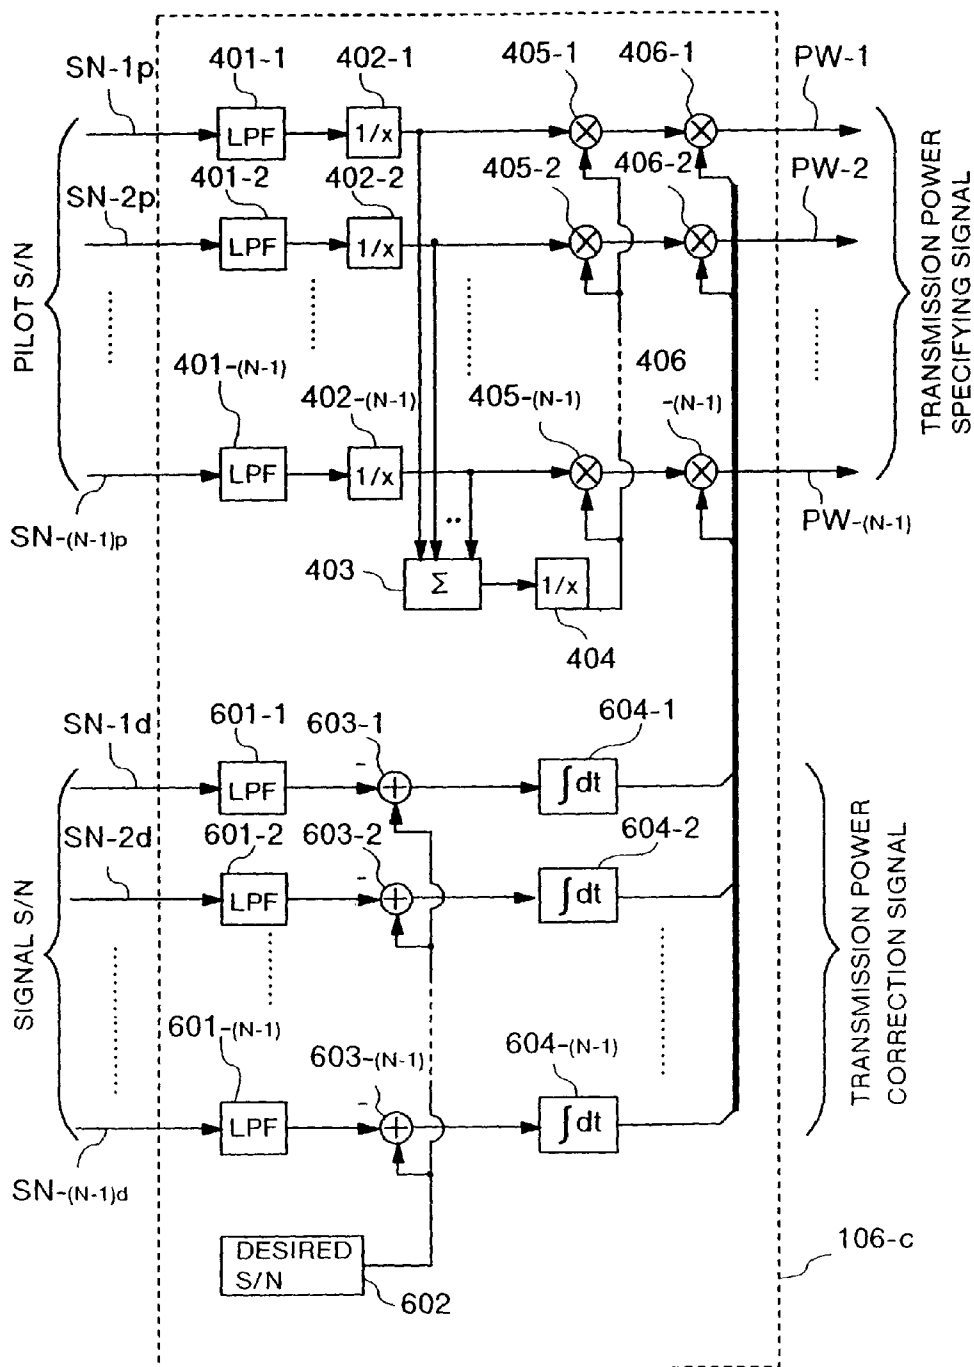 SN-1p
401-1
402-1
405-1
406-1
PW-1
LPF
1/x
SN-2p
401-2
402-2
405-2
406-2
PW-2
LPF
1/x
PILOT S/N
TRANSMISSION POWER
SPECIFYING SIGNAL
401-(N-1)
402-(N-1)
405-(N-1)
406
-(N-1)
LPF
1/x
SN-(N-1)p
PW-(N-1)
403
Σ
1/x
404
SN-1d
601-1
603-1
604-1
LPF
-
+
∫dt
SN-2d
601-2
603-2
604-2
LPF
-
+
∫dt
SIGNAL S/N
TRANSMISSION POWER
CORRECTION SIGNAL
601-(N-1)
603-(N-1)
604-(N-1)
LPF
-
+
∫dt
SN-(N-1)d
DESIRED
S/N
602
106-c